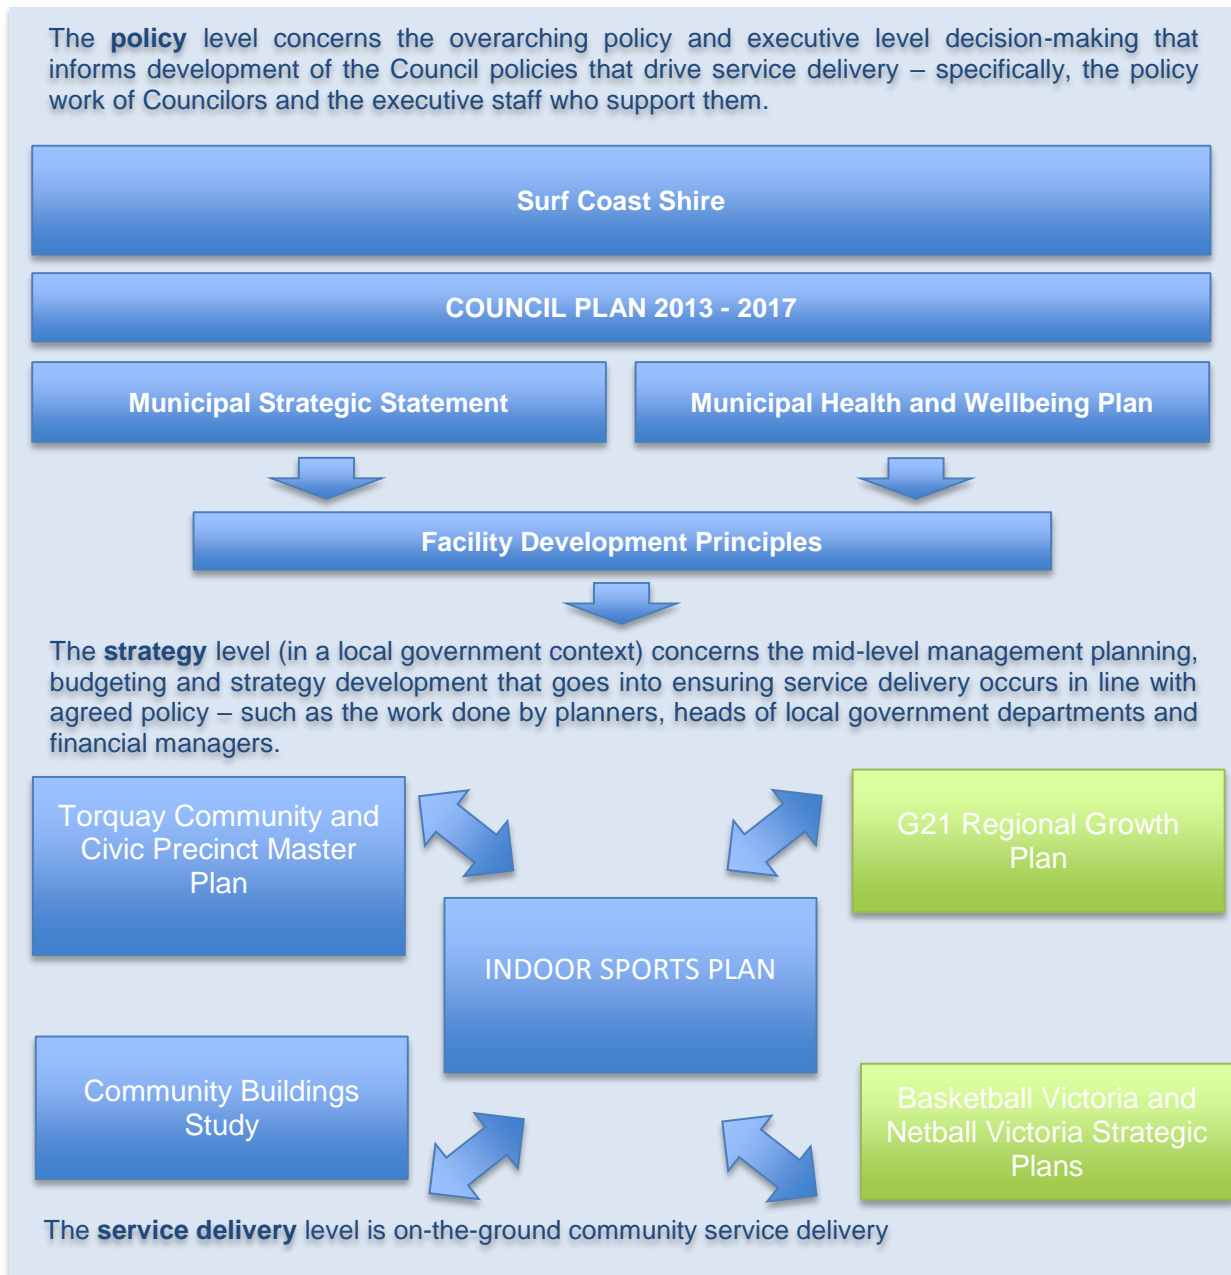 The policy level concerns the overarching policy and executive level decision-making that
informs development of the Council policies that drive service delivery – specifically, the policy
work of Councilors and the executive staff who support them.
Surf Coast Shire
COUNCIL PLAN 2013 - 2017
Municipal Strategic Statement
Municipal Health and Wellbeing Plan
Facility Development Principles
The strategy level (in a local government context) concerns the mid-level management planning,
budgeting and strategy development that goes into ensuring service delivery occurs in line with
agreed policy – such as the work done by planners, heads of local government departments and
financial managers.
Torquay Community and
Civic Precinct Master
Plan
G21 Regional Growth
Plan
INDOOR SPORTS PLAN
Community Buildings
Study
Basketball Victoria and
Netball Victoria Strategic
Plans
The service delivery level is on-the-ground community service delivery